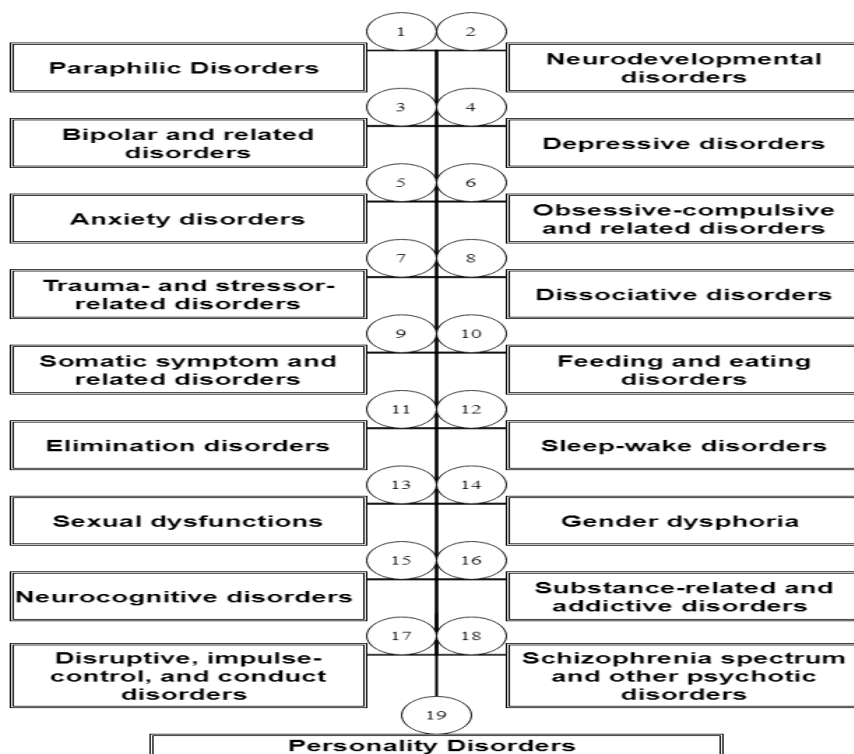 1 2
Paraphilic Disorders
Neurodevelopmental
disorders
3 4
Bipolar and related
disorders
Depressive disorders
5 6
Anxiety disorders
Obsessive-compulsive
and related disorders
7 8
Trauma- and stressor-
related disorders
Dissociative disorders
9 10
Somatic symptom and
related disorders
Feeding and eating
disorders
11 12
Elimination disorders
Sleep-wake disorders
13 14
Sexual dysfunctions
Gender dysphoria
15 16
Neurocognitive disorders
Substance-related and
addictive disorders
17 18
Disruptive, impulse-
control, and conduct
disorders
Schizophrenia spectrum
and other psychotic
disorders
19
Personality Disorders